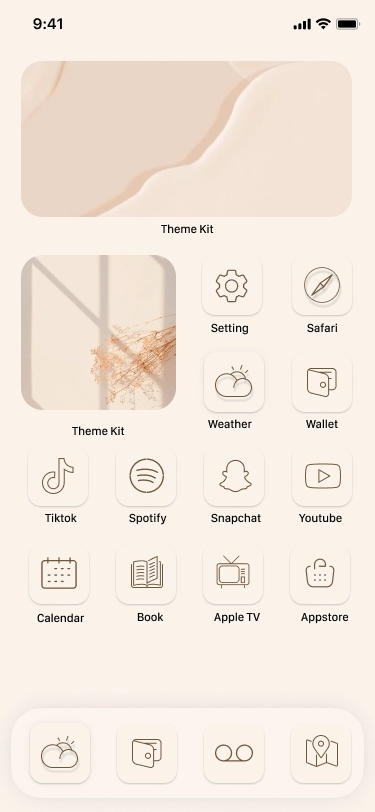 9:41
Theme Kit
Setting
Safari
Weather
Wallet
Theme Kit
Tiktok
Spotify
Snapchat
Youtube
Calendar
Book
Apple TV
Appstore